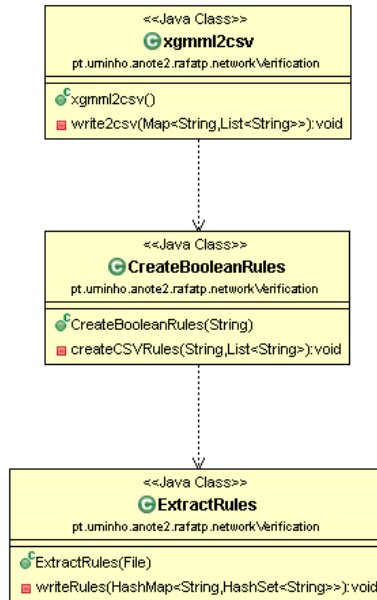 <<Java Class>>
xgmml2csv
pt.uminho.anote2.rafatp.networkVerification
xgmml2csv()
write2csv(Map<String,List<String>>):void
<<Java Class>>
CreateBooleanRules
pt.uminho.anote2.rafatp.networkVerification
CreateBooleanRules(String)
createCSVRules(String,List<String>):void
<<Java Class>>
ExtractRules
pt.uminho.anote2.rafatp.networkVerification
ExtractRules(File)
writeRules(HashMap<String,HashSet<String>>):void